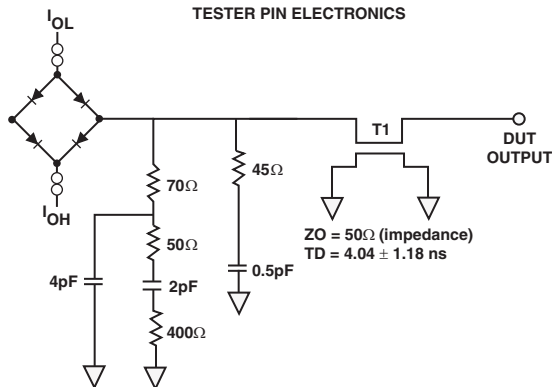 TESTER PIN ELECTRONICS
IOL
T1
DUT
OUTPUT
70Ω
45Ω
IOH
50Ω
ZO = 50Ω (impedance)
TD = 4.04 ± 1.18 ns
4pF
2pF
0.5pF
400Ω